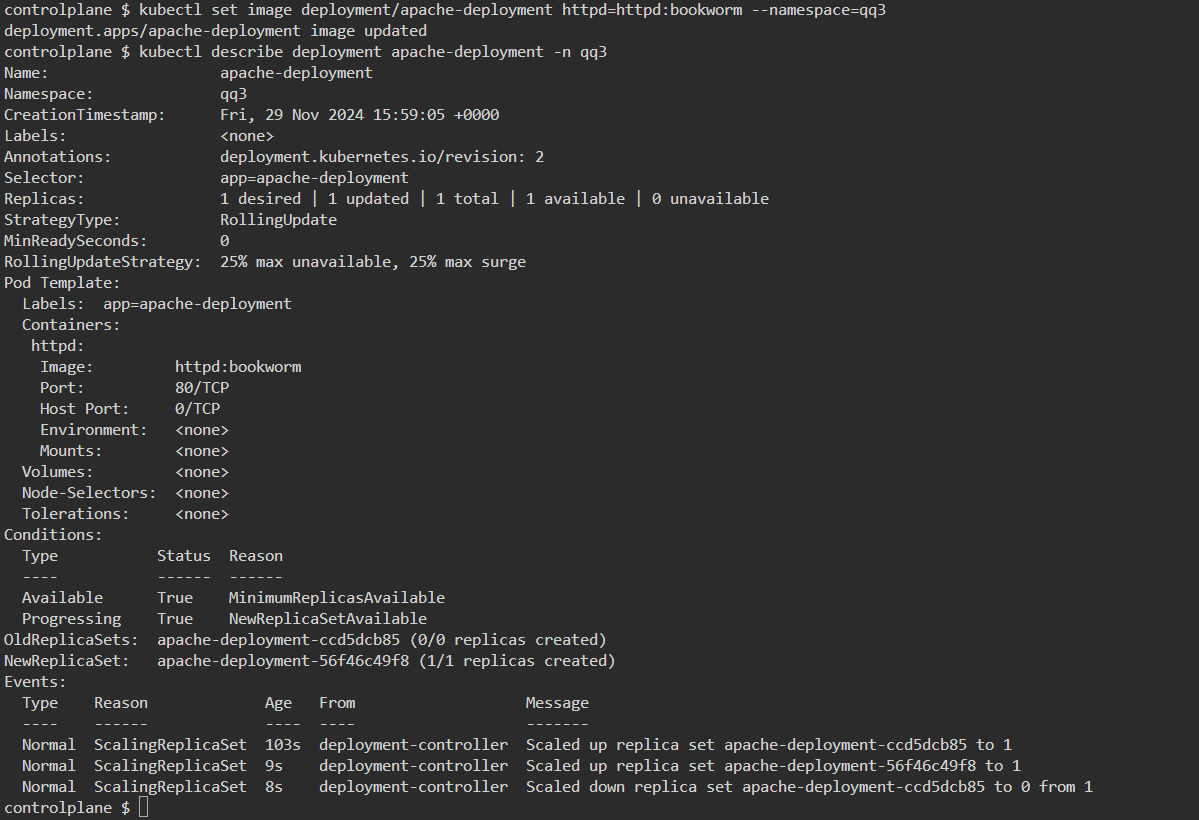 controlplane $ kubectl set image deployment/apache-deployment httpd=httpd:bookworm --namespace=qq3
deployment.apps/apache-deployment image updated
controlplane $ kubectl describe deployment apache-deployment -n qq3
Name:                   apache-deployment
Namespace:              qq3
CreationTimestamp:      Fri, 29 Nov 2024 15:59:05 +0000
Labels:                 <none>
Annotations:            deployment.kubernetes.io/revision: 2
Selector:               app=apache-deployment
Replicas:               1 desired | 1 updated | 1 total | 1 available | 0 unavailable
StrategyType:           RollingUpdate
MinReadySeconds:        0
RollingUpdateStrategy:  25% max unavailable, 25% max surge
Pod Template:
  Labels:  app=apache-deployment
  Containers:
   httpd:
    Image:         httpd:bookworm
    Port:          80/TCP
    Host Port:     0/TCP
    Environment:   <none>
    Mounts:        <none>
  Volumes:         <none>
  Node-Selectors:  <none>
  Tolerations:     <none>
Conditions:
  Type           Status  Reason
  ----           ------  ------
  Available      True    MinimumReplicasAvailable
  Progressing    True    NewReplicaSetAvailable
OldReplicaSets:  apache-deployment-ccd5dcb85 (0/0 replicas created)
NewReplicaSet:   apache-deployment-56f46c49f8 (1/1 replicas created)
Events:
  Type    Reason             Age   From                   Message
  ----    ------             ----  ----                   -------
  Normal  ScalingReplicaSet  103s  deployment-controller  Scaled up replica set apache-deployment-ccd5dcb85 to 1
  Normal  ScalingReplicaSet  9s    deployment-controller  Scaled up replica set apache-deployment-56f46c49f8 to 1
  Normal  ScalingReplicaSet  8s    deployment-controller  Scaled down replica set apache-deployment-ccd5dcb85 to 0 from 1
controlplane $